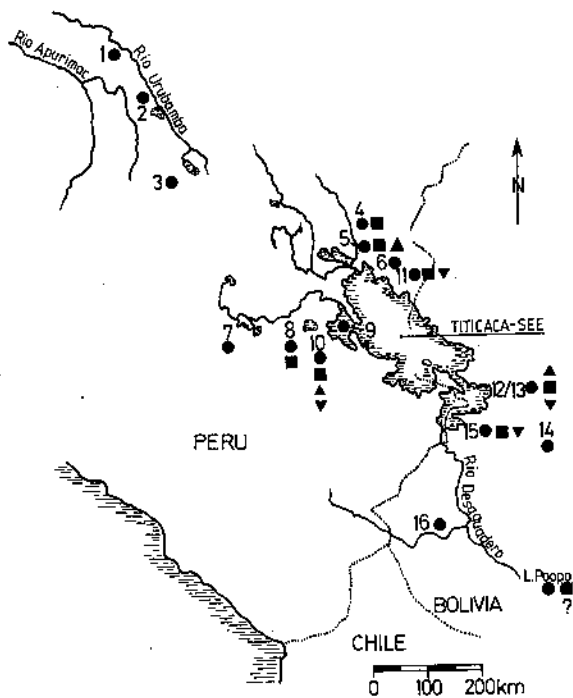 Rio Apurimac
1
Rio Urubamba
2
3
N
4
5
6
11
TITICACA-SEE
7
8
10
9
12/13
15
14
PERU
Rio Desaguadero
16
L.Poopo
?
BOLIVIA
CHILE
0 100 200km